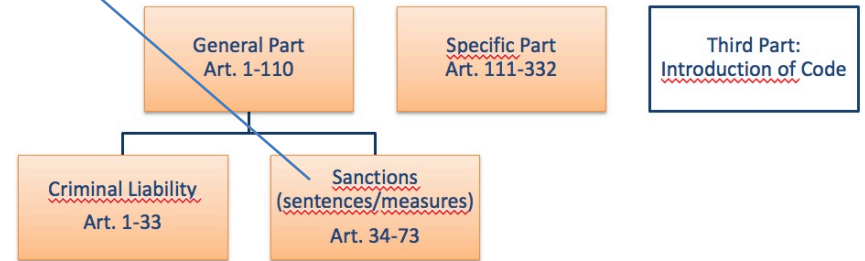 General Part
Art. 1-110
Specific Part
Art. 111-332
Third Part:
Introduction of Code
Criminal Liability
Art. 1-33
Sanctions
(sentences/measures)
Art. 34-73